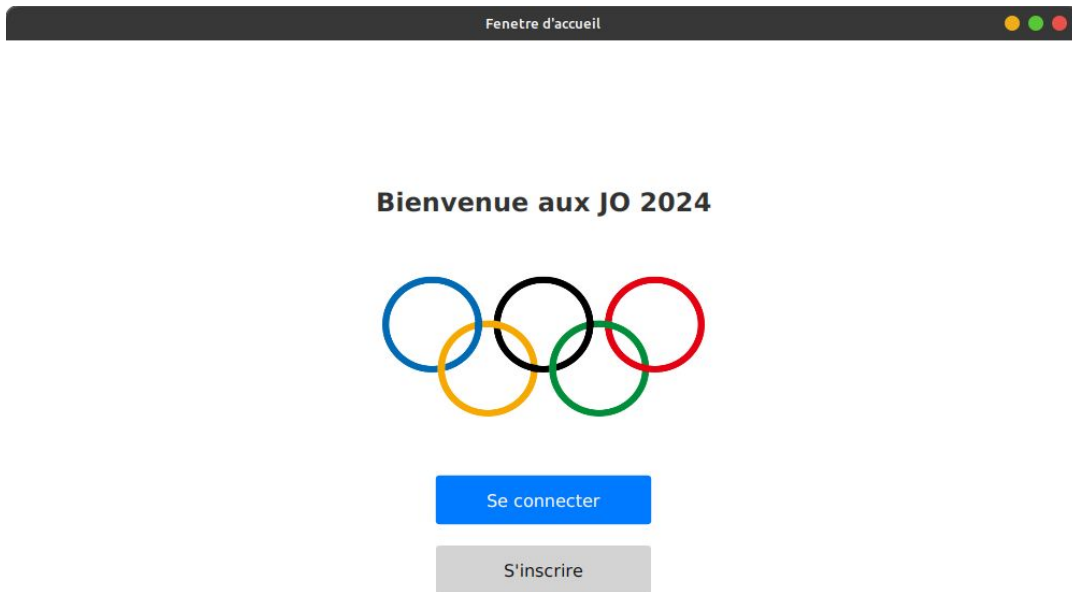 Fenetre d'accueil
Bienvenue aux JO 2024
Se connecter
S'inscrire